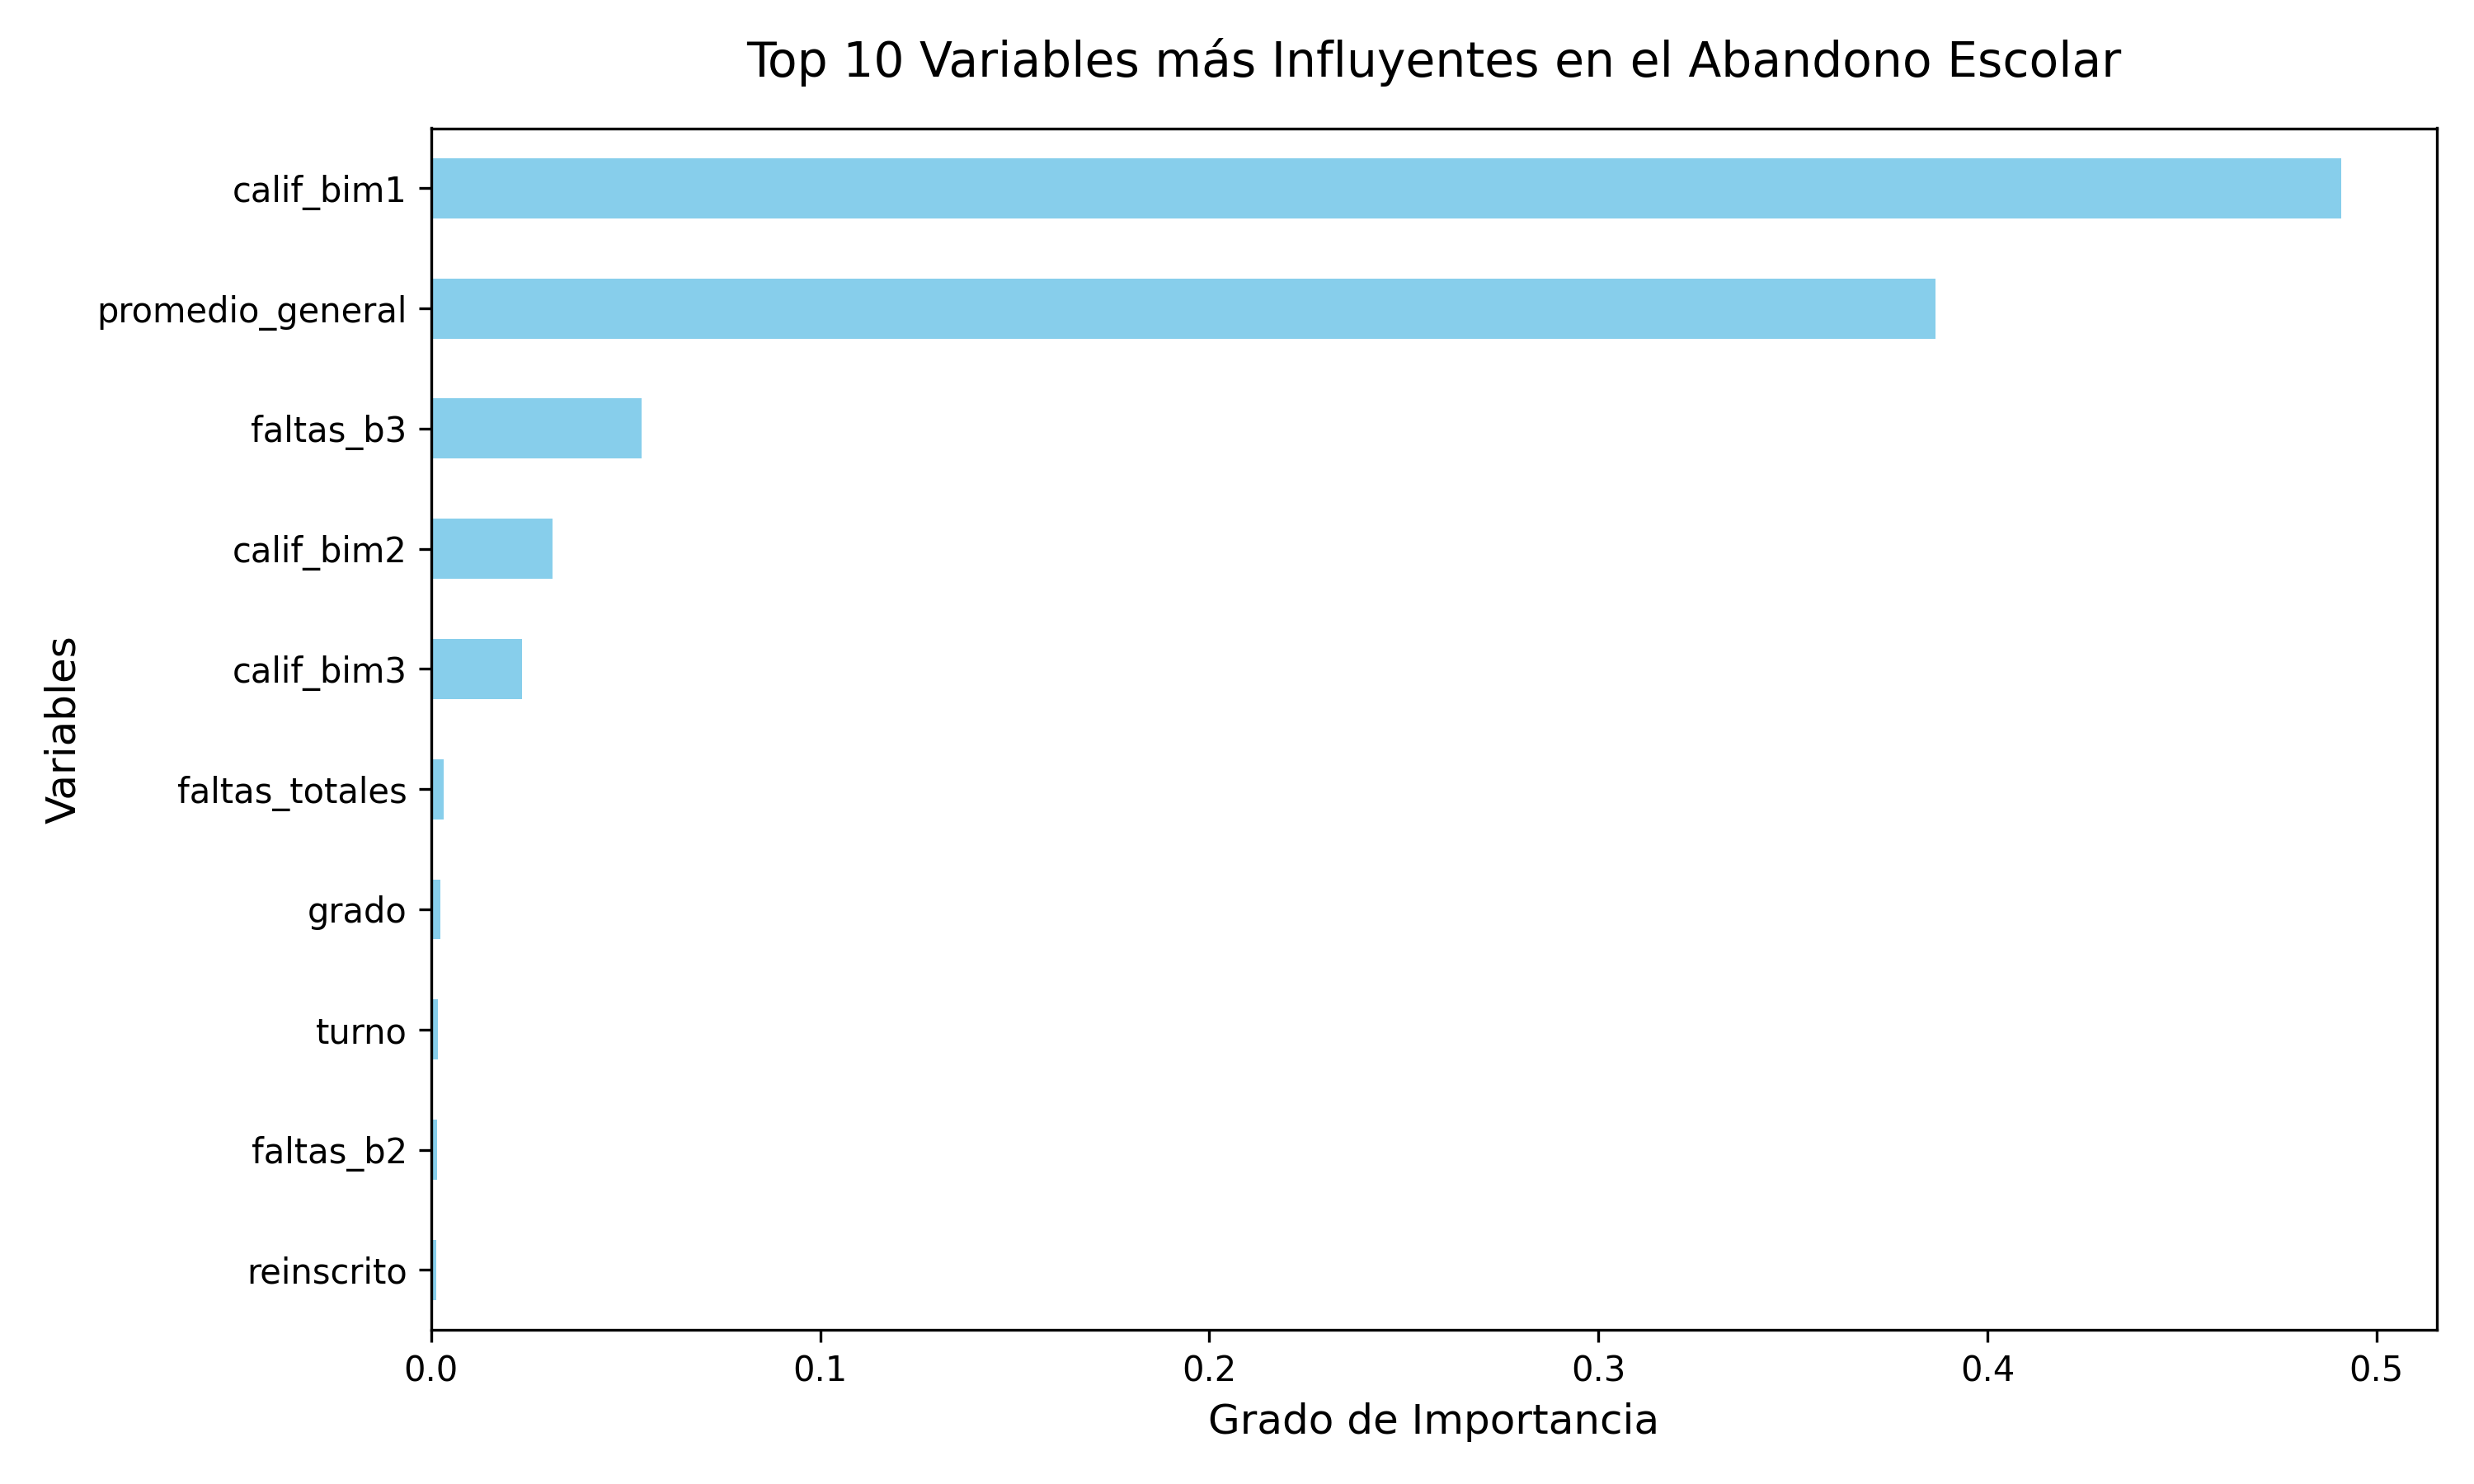 Top 10 Variables más Influyentes en el Abandono Escolar
Variables
calif_bim1
promedio_general
faltas_b3
calif_bim2
calif_bim3
faltas_totales
grado
turno
faltas_b2
reinscrito
0.0 0.1 0.2 0.3 0.4 0.5
Grado de Importancia